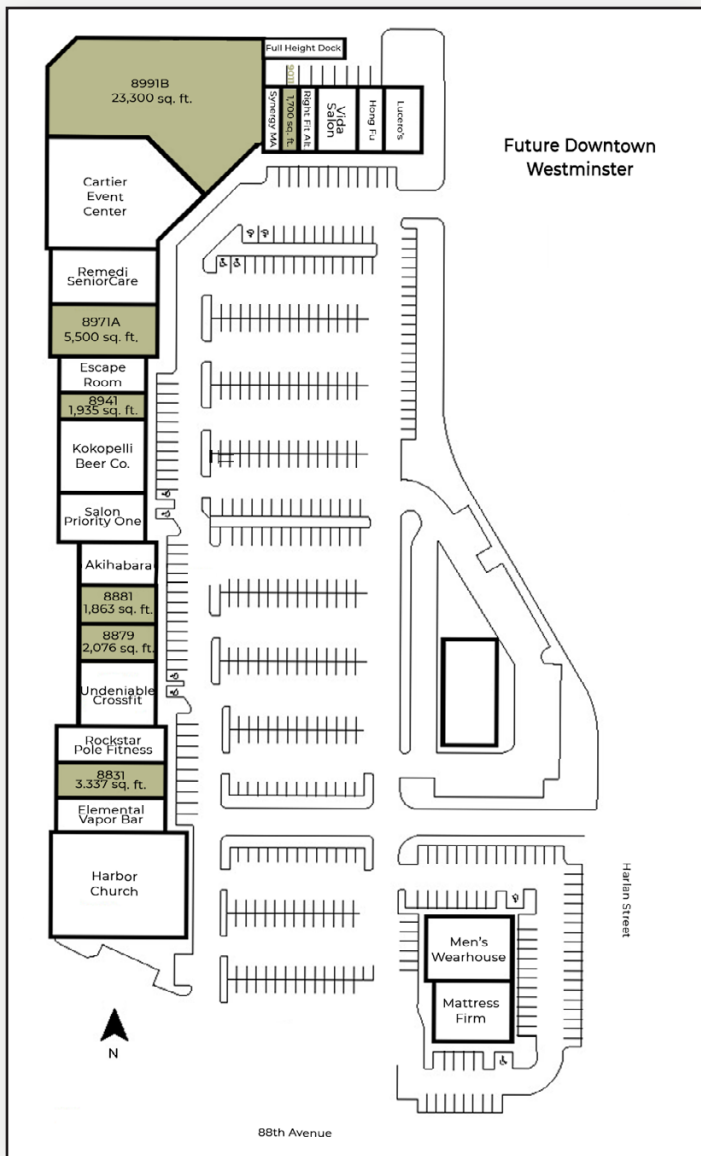 Full Height Dock
8991B
23,300 sq. ft.
Synergy MA
9011
1,700 sq. ft.
Right Fit Alt
Vida
Salon
Hong Fu
Lucero's
Future Downtown
Westminster
Cartier
Event
Center
Remedi
SeniorCare
8971A
5,500 sq. ft.
Escape
Room
8941
1,935 sq. ft.
Kokopelli
Beer Co.
Salon
Priority One
Akihabara
8881
1,863 sq. ft.
8879
2,076 sq. ft.
Undeniable
Crossfit
Rockstar
Pole Fitness
8831
3.337 sq. ft.
Elemental
Vapor Bar
Harbor
Church
Harlan Street
Men's
Wearhouse
Mattress
Firm
N
88th Avenue